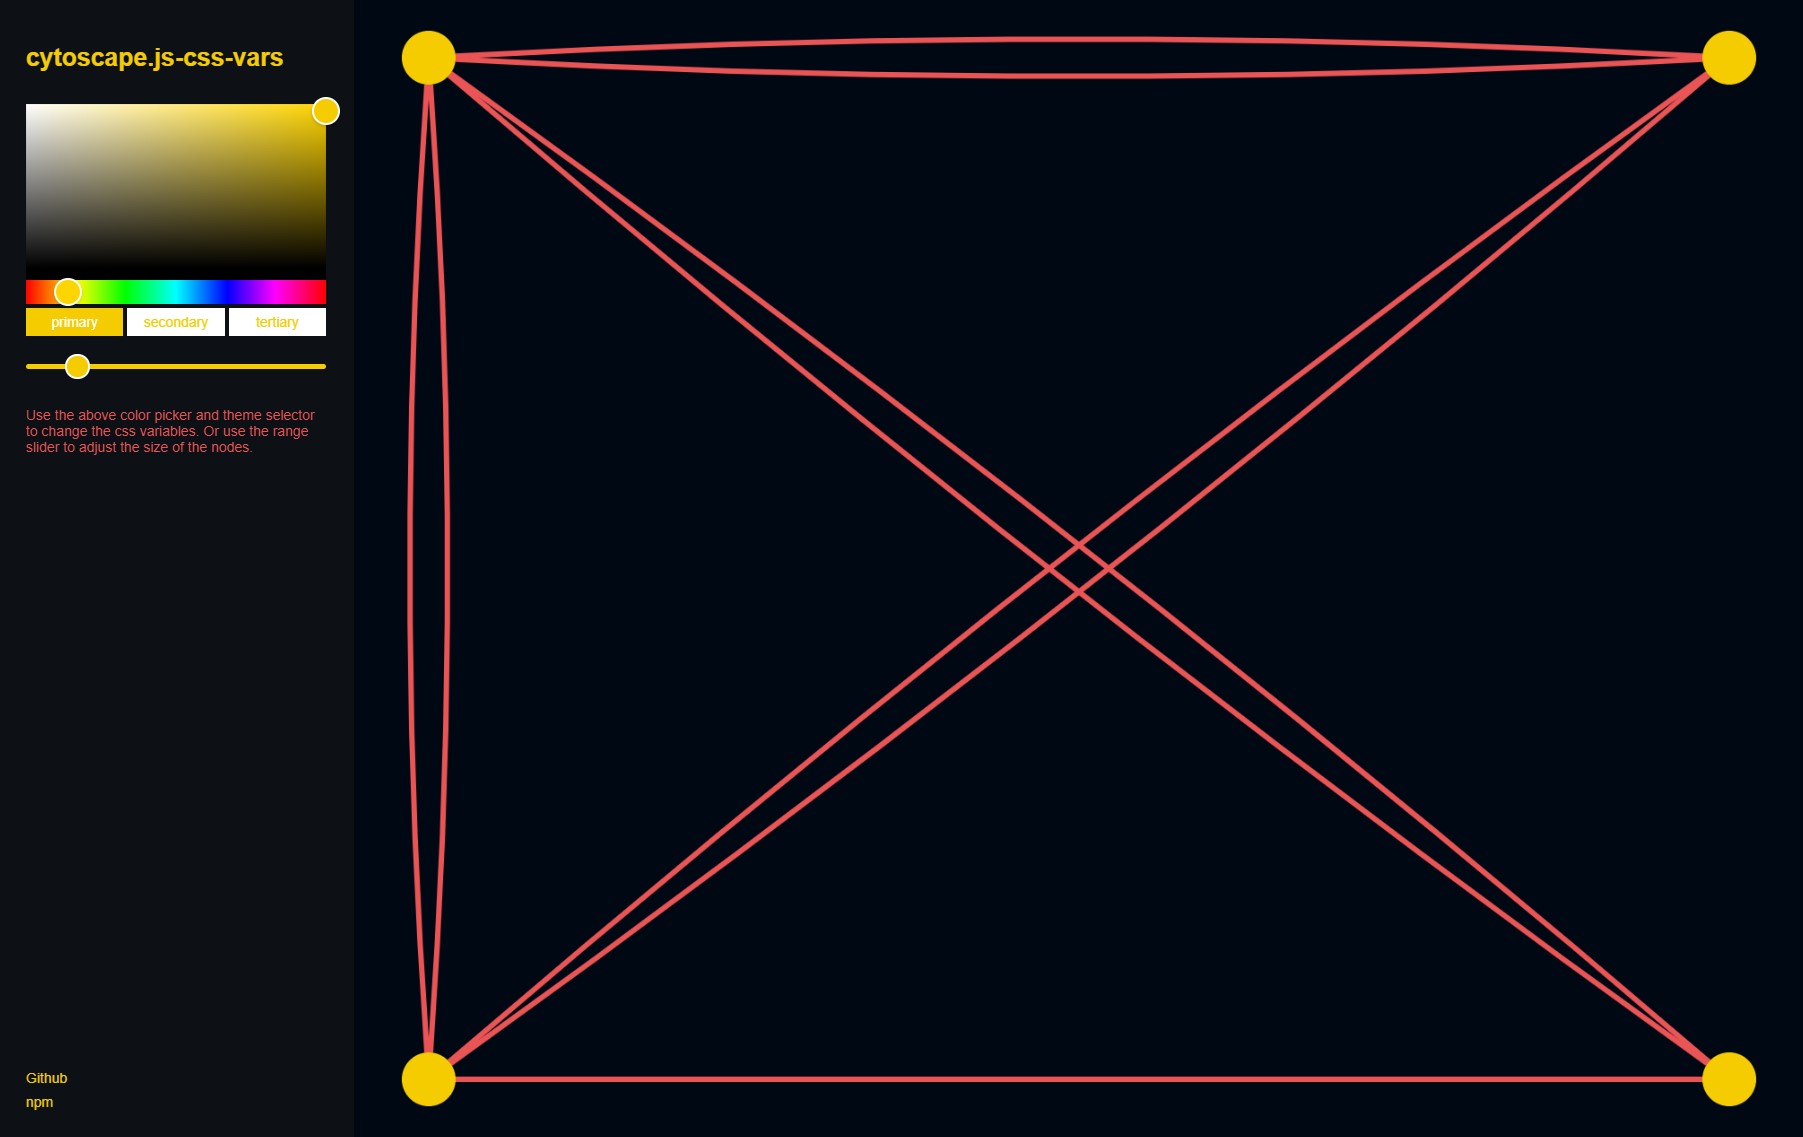 cytoscape.js-css-vars
primary secondary tertiary
Use the above color picker and theme selector
to change the css variables. Or use the range
slider to adjust the size of the nodes.
Github
npm